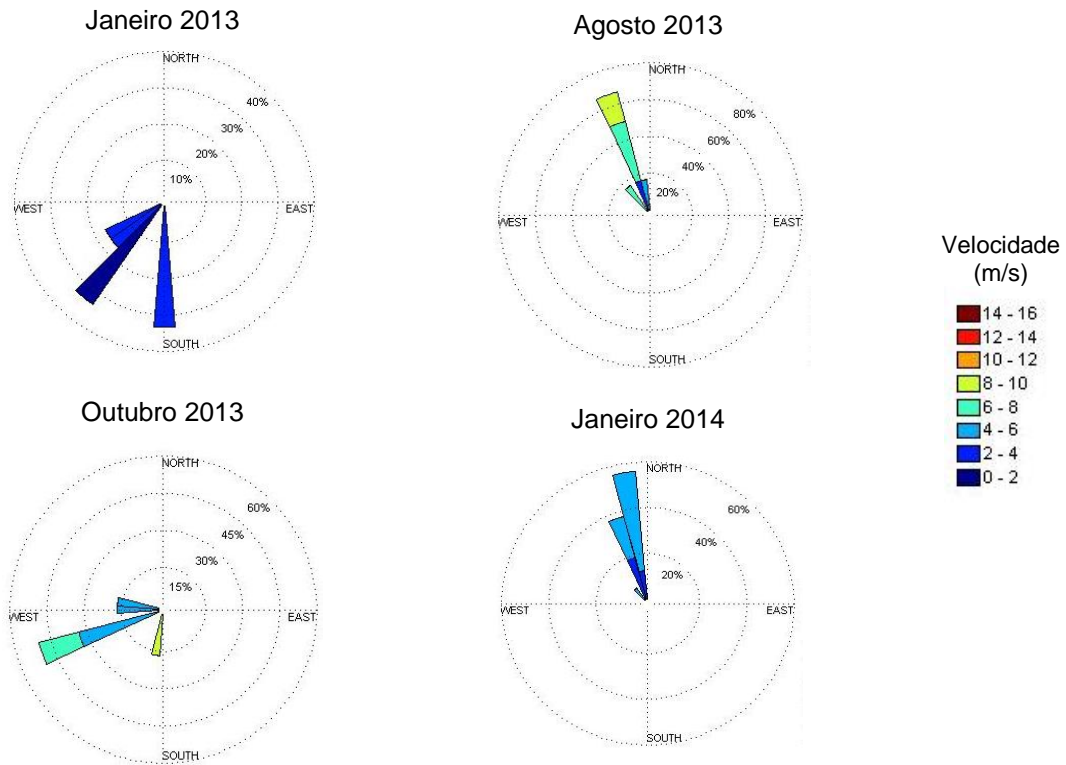 Janeiro 2013
NORTH
40%
30%
20%
10%
WEST
EAST
SOUTH
Agosto 2013
NORTH
80%
60%
40%
20%
WEST
EAST
SOUTH
Outubro 2013
NORTH
60%
45%
30%
15%
WEST
EAST
SOUTH
Janeiro 2014
NORTH
60%
40%
20%
WEST
EAST
SOUTH
Velocidade
(m/s)
14 - 16
12 - 14
10 - 12
8 - 10
6 - 8
4 - 6
2 - 4
0 - 2